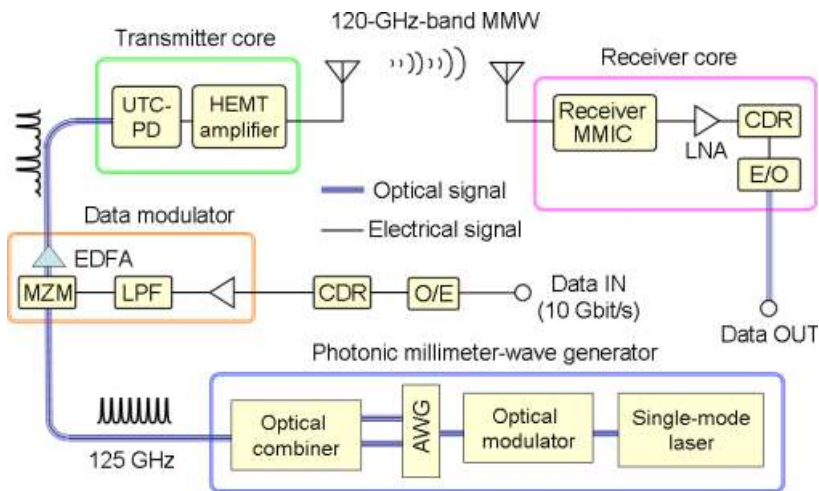 120-GHz-band MMW
Transmitter core
Receiver core
UTC-
PD
HEMT
amplifier
Receiver
MMIC
LNA
CDR
E/O
Optical signal
Electrical signal
Data modulator
EDFA
MZM
LPF
CDR
O/E
Data IN
(10 Gbit/s)
Data OUT
Photonic millimeter-wave generator
125 GHz
Optical
combiner
AWG
Optical
modulator
Single-mode
laser